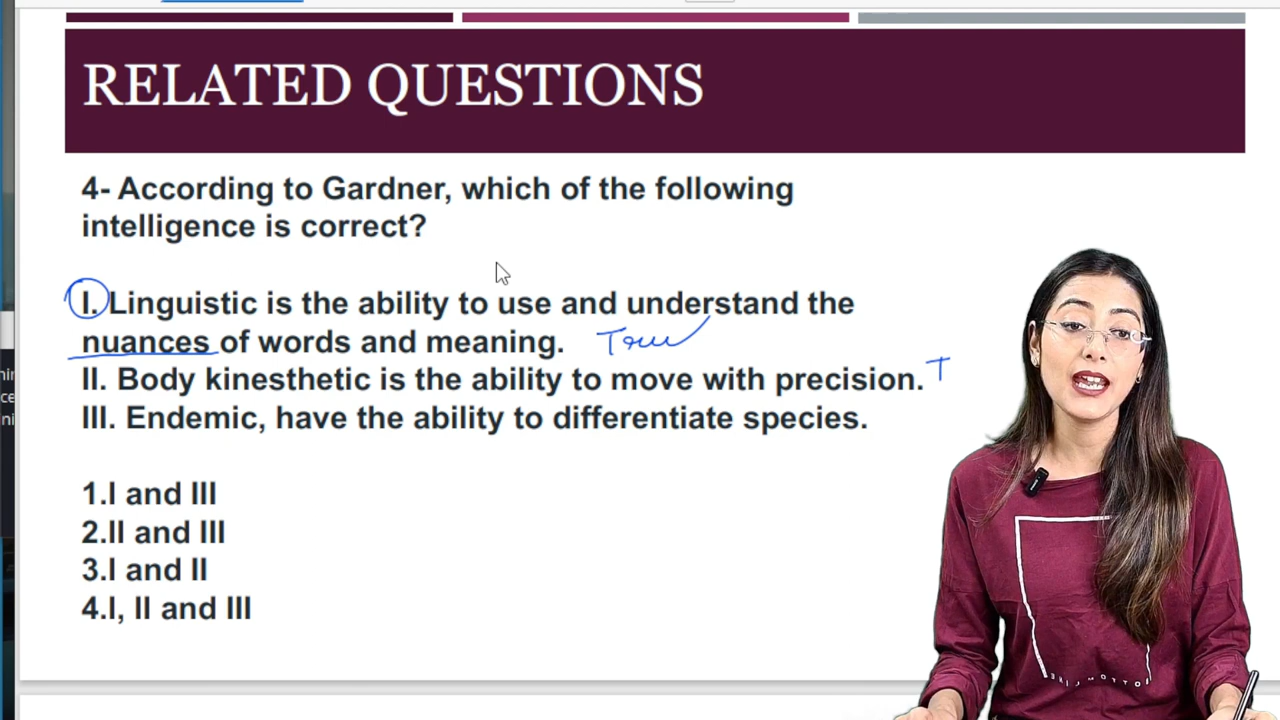 RELATED QUESTIONS
4- According to Gardner, which of the following
intelligence is correct?
I. Linguistic is the ability to use and understand the
nuances of words and meaning. True
II. Body kinesthetic is the ability to move with precision. T
III. Endemic, have the ability to differentiate species.
1.I and III
2.II and III
3.I and II
4.I, II and III